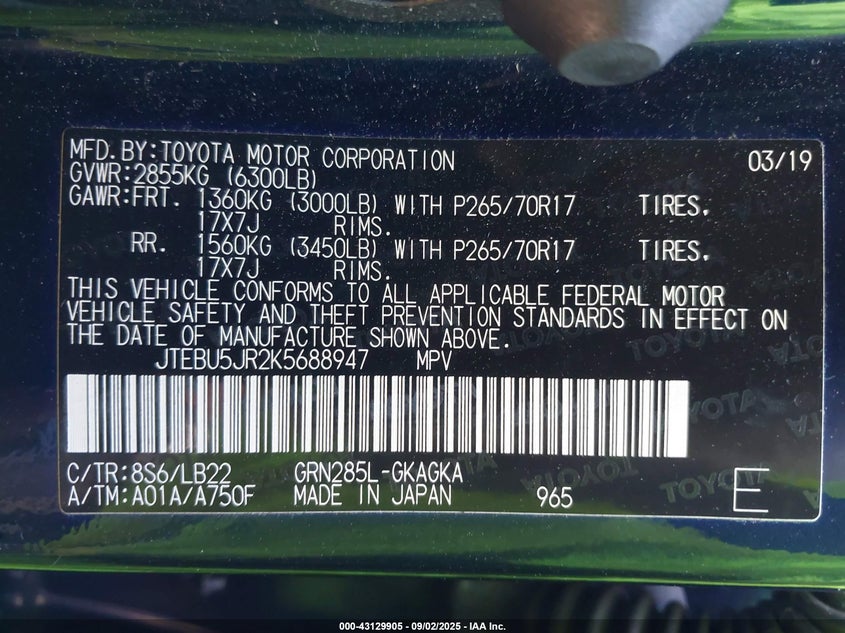 MFD.BY:TOYOTA MOTOR CORPORATION 03/19
GVWR:2855KG (6300LB)
GAWR:FRT. 1360KG (3000LB) WITH P265/70R17 TIRES.
17X7J RIMS.
RR. 1560KG (3450LB) WITH P265/70R17 TIRES.
17X7J RIMS.
THIS VEHICLE CONFORMS TO ALL APPLICABLE FEDERAL MOTOR
VEHICLE SAFETY AND THEFT PREVENTION STANDARDS IN EFFECT ON
THE DATE OF MANUFACTURE SHOWN ABOVE.
JTEBU5JR2K5688947 MPV
C/TR:8S6/LB22 GRN285L-GKAGKA
A/TM:A01A/A750F MADE IN JAPAN 965 E
TOYOTA
TOYOTA
TOYOTA
000-43129905 - 09/02/2025 - IAA Inc.